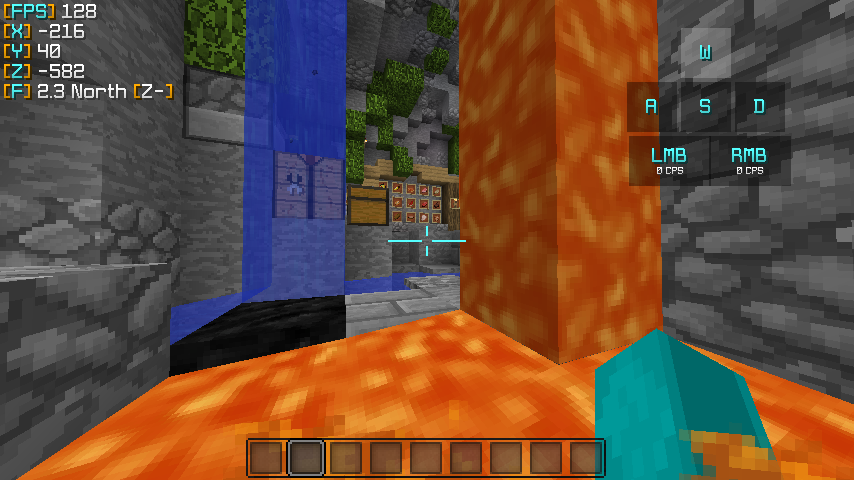 [FPS] 128
[X] -216
[Y] 40
[Z] -582
[F] 2.3 North [Z-]
W
A S D
LMB RMB
0 CPS 0 CPS